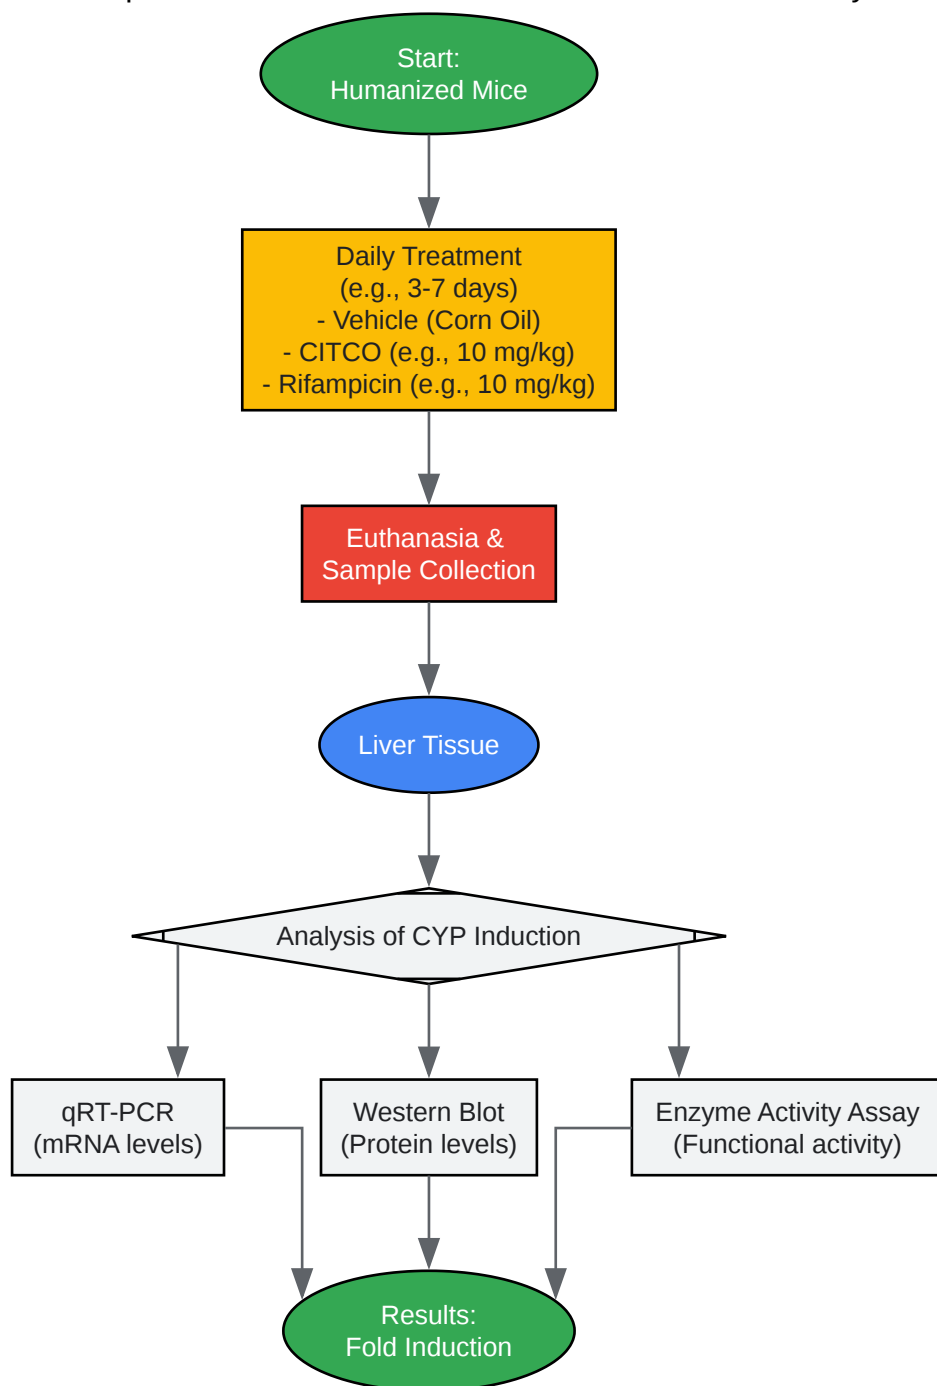 Start:
Humanized Mice
Daily Treatment
(e.g., 3-7 days)
- Vehicle (Corn Oil)
- CITCO (e.g., 10 mg/kg)
- Rifampicin (e.g., 10 mg/kg)
Euthanasia &
Sample Collection
Liver Tissue
Analysis of CYP Induction
qRT-PCR
(mRNA levels)
Western Blot
(Protein levels)
Enzyme Activity Assay
(Functional activity)
Results:
Fold Induction